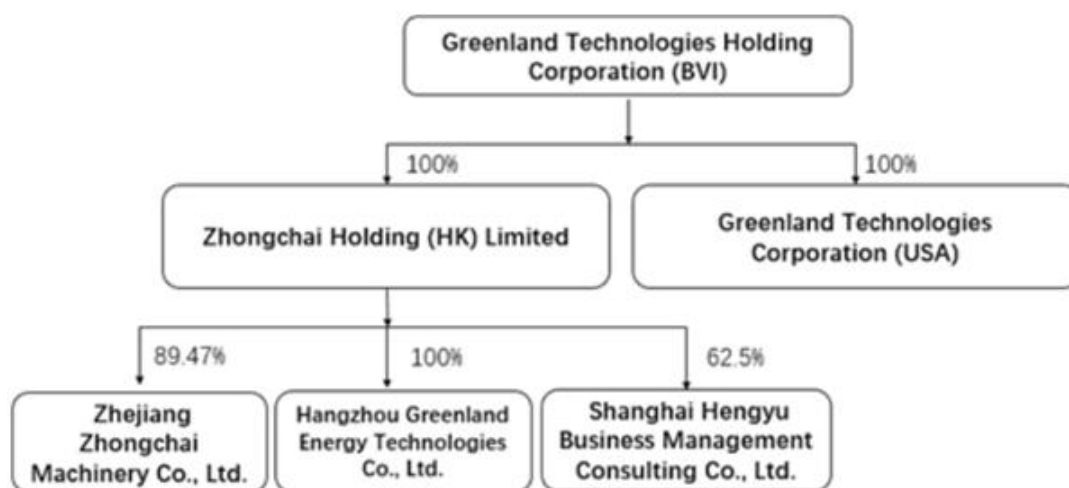 Greenland Technologies Holding
Corporation (BVI)
100%
100%
Zhongchai Holding (HK) Limited
Greenland Technologies
Corporation (USA)
89.47%
100%
62.5%
Zhejiang
Zhongchai
Machinery Co., Ltd.
Hangzhou Greenland
Energy Technologies
Co., Ltd.
Shanghai Hengyu
Business Management
Consulting Co., Ltd.